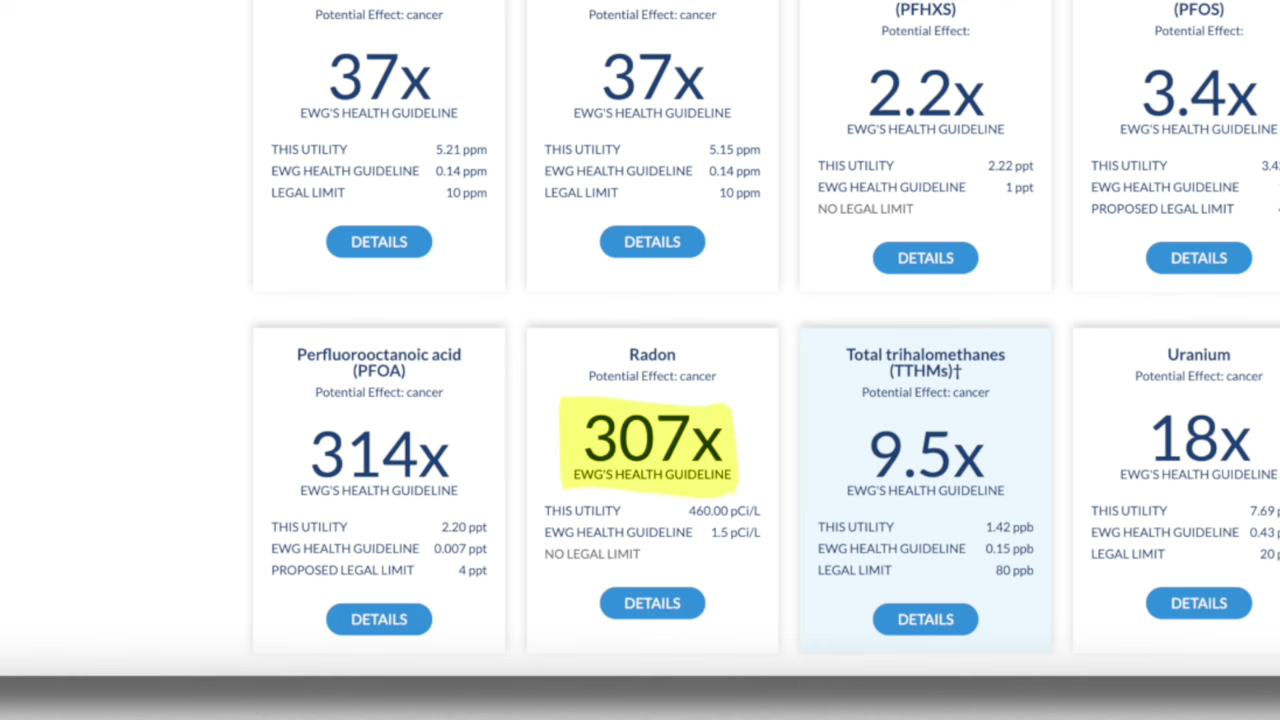 Potential Effect: cancer
37x
EWG'S HEALTH GUIDELINE
THIS UTILITY 5.21 ppm
EWG HEALTH GUIDELINE 0.14 ppm
LEGAL LIMIT 10 ppm
DETAILS
Potential Effect: cancer
37x
EWG'S HEALTH GUIDELINE
THIS UTILITY 5.15 ppm
EWG HEALTH GUIDELINE 0.14 ppm
LEGAL LIMIT 10 ppm
DETAILS
(PFHXS)
Potential Effect:
2.2x
EWG'S HEALTH GUIDELINE
THIS UTILITY 2.22 ppt
EWG HEALTH GUIDELINE 1 ppt
NO LEGAL LIMIT
DETAILS
(PFOS)
Potential Effect:
3.4x
EWG'S HEALTH GUIDELINE
THIS UTILITY
EWG HEALTH GUIDELINE
PROPOSED LEGAL LIMIT
DETAILS
Perfluorooctanoic acid
(PFOA)
Potential Effect: cancer
314x
EWG'S HEALTH GUIDELINE
THIS UTILITY 2.20 ppt
EWG HEALTH GUIDELINE 0.007 ppt
PROPOSED LEGAL LIMIT 4 ppt
DETAILS
Radon
Potential Effect: cancer
307x
EWG'S HEALTH GUIDELINE
THIS UTILITY 460.00 pCi/L
EWG HEALTH GUIDELINE 1.5 pCi/L
NO LEGAL LIMIT
DETAILS
Total trihalomethanes
(TTHMs)†
Potential Effect: cancer
9.5x
EWG'S HEALTH GUIDELINE
THIS UTILITY 1.42 ppb
EWG HEALTH GUIDELINE 0.15 ppb
LEGAL LIMIT 80 ppb
DETAILS
Uranium
Potential Effect: cancer
18x
EWG'S HEALTH GUIDELINE
THIS UTILITY 7.69
EWG HEALTH GUIDELINE 0.43
LEGAL LIMIT 20
DETAILS